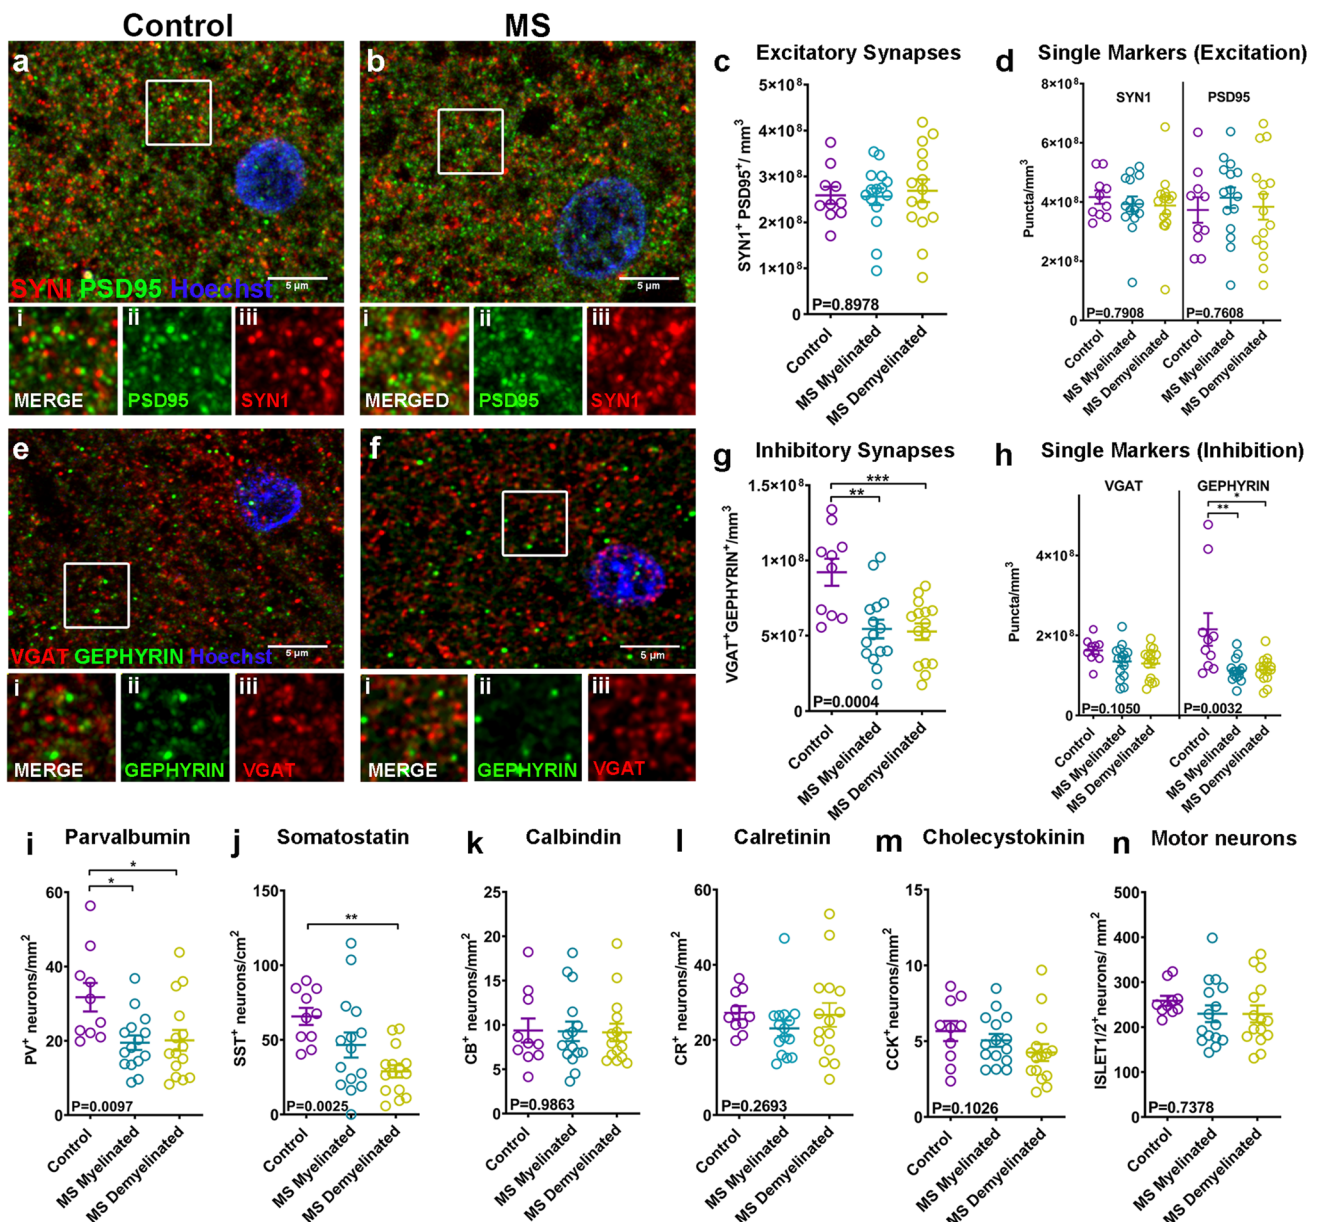 Control
MS
a
SYNI PSD95 Hoechst
5 μm
b
5 μm
i
MERGE
ii
PSD95
iii
SYN1
i
MERGED
ii
PSD95
iii
SYN1
c
Excitatory Synapses
SYN1⁺ PSD95⁺/ mm³
5×10⁸
4×10⁸
3×10⁸
2×10⁸
1×10⁸
0
P=0.8978
Control
MS Myelinated
MS Demyelinated
d
Single Markers (Excitation)
SYN1
PSD95
Puncta/mm³
8×10⁸
6×10⁸
4×10⁸
2×10⁸
0
P=0.7908
P=0.7608
Control
MS Myelinated
MS Demyelinated
Control
MS Myelinated
MS Demyelinated
e
VGAT GEPHYRIN Hoechst
5 μm
f
5 μm
i
MERGE
ii
GEPHYRIN
iii
VGAT
i
MERGE
ii
GEPHYRIN
iii
VGAT
g
Inhibitory Synapses
***
**
VGAT⁺GEPHYRIN⁺/mm³
1.5×10⁸
1×10⁸
5×10⁷
0
P=0.0004
Control
MS Myelinated
MS Demyelinated
h
Single Markers (Inhibition)
VGAT
GEPHYRIN
*
**
Puncta/mm³
4×10⁸
2×10⁸
0
P=0.1050
P=0.0032
Control
MS Myelinated
MS Demyelinated
Control
MS Myelinated
MS Demyelinated
i
Parvalbumin
*
*
PV⁺ neurons/mm²
60
40
20
0
P=0.0097
Control
MS Myelinated
MS Demyelinated
j
Somatostatin
**
SST⁺ neurons/cm²
150
100
50
0
P=0.0025
Control
MS Myelinated
MS Demyelinated
k
Calbindin
CB⁺ neurons/mm²
25
20
15
10
5
0
P=0.9863
Control
MS Myelinated
MS Demyelinated
l
Calretinin
CR⁺ neurons/mm²
60
40
20
0
P=0.2693
Control
MS Myelinated
MS Demyelinated
m
Cholecystokinin
CCK⁺neurons/mm²
15
10
5
0
P=0.1026
Control
MS Myelinated
MS Demyelinated
n
Motor neurons
ISLET1/2⁺neurons/ mm²
500
400
300
200
100
0
P=0.7378
Control
MS Myelinated
MS Demyelinated